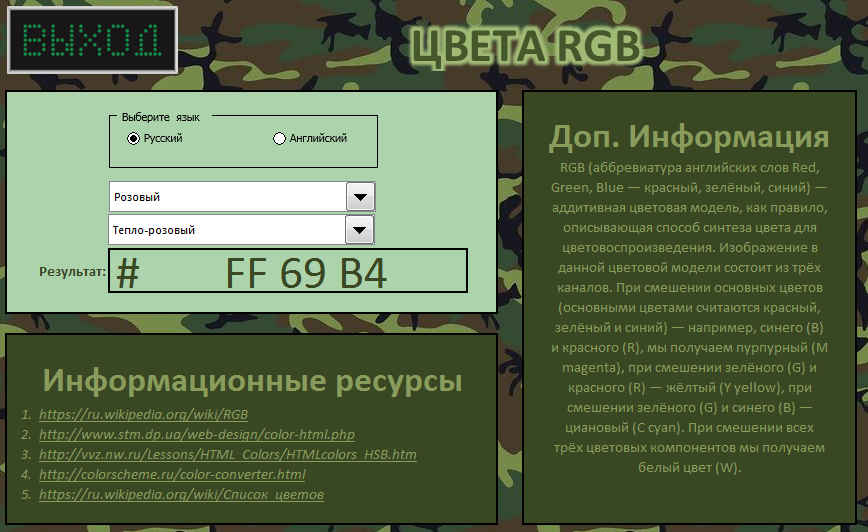 ВЫХОД
ЦВЕТА RGB
Выберите язык
Русский
Английский
Розовый
Тепло-розовый
Результат: # FF 69 B4
Информационные ресурсы
1. https://ru.wikipedia.org/wiki/RGB
2. http://www.stm.dp.ua/web-design/color-html.php
3. http://vvz.nw.ru/Lessons/HTML_Colors/HTMLcolors_HSB.htm
4. http://colorscheme.ru/color-converter.html
5. https://ru.wikipedia.org/wiki/Список_цветов
Доп. Информация
RGB (аббревиатура английских слов Red,
Green, Blue — красный, зелёный, синий) —
аддитивная цветовая модель, как правило,
описывающая способ синтеза цвета для
цветовоспроизведения. Изображение в
данной цветовой модели состоит из трёх
каналов. При смешении основных цветов
(основными цветами считаются красный,
зелёный и синий) — например, синего (B)
и красного (R), мы получаем пурпурный (M
magenta), при смешении зелёного (G) и
красного (R) — жёлтый (Y yellow), при
смешении зелёного (G) и синего (B) —
циановый (С cyan). При смешении всех
трёх цветовых компонентов мы получаем
белый цвет (W).